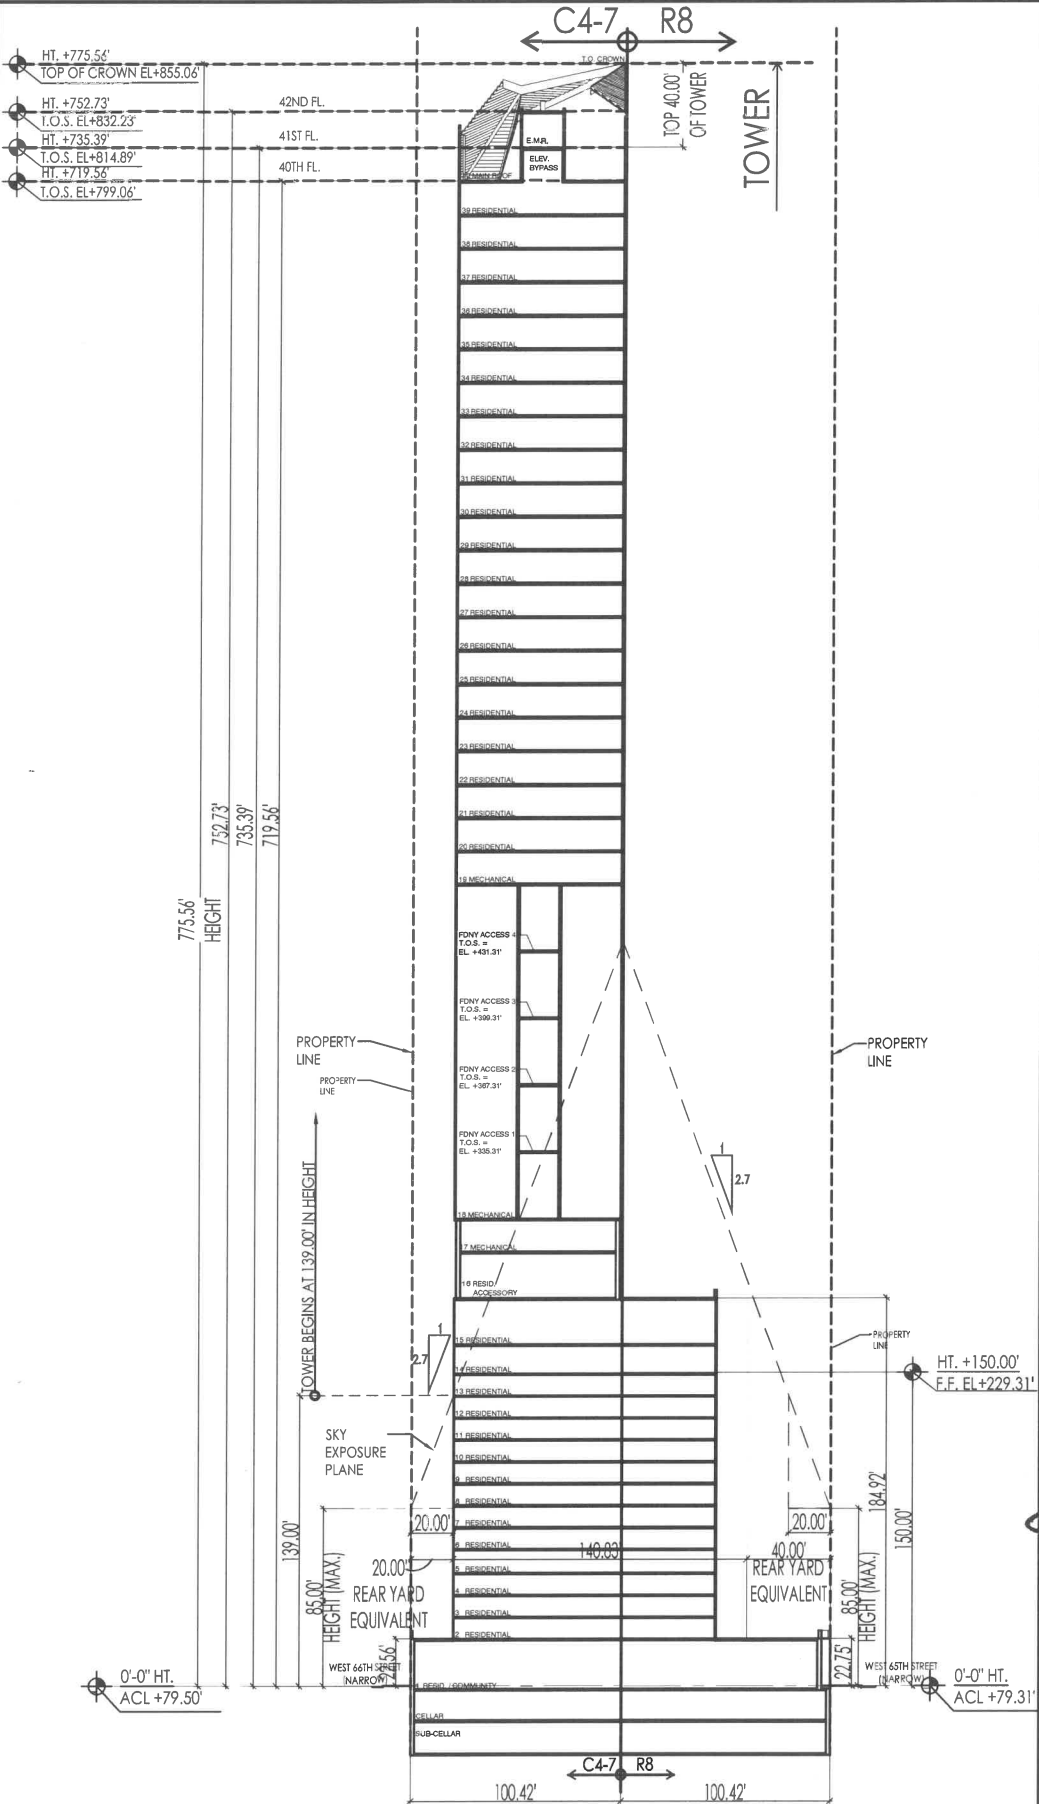 C4-7 R8
HT. +775.56'
TOP OF CROWN EL+855.06'
T.O. CROWN
HT. +752.73'
T.O.S. EL+832.23'
42ND FL.
HT. +735.39'
T.O.S. EL+814.89'
41ST FL.
HT. +719.56'
T.O.S. EL+799.06'
40TH FL.
TOP 40.00'
OF TOWER
TOWER
E.M.R.
ELEV.
BYPASS
MAIN ROOF
39 RESIDENTIAL
38 RESIDENTIAL
37 RESIDENTIAL
36 RESIDENTIAL
35 RESIDENTIAL
34 RESIDENTIAL
33 RESIDENTIAL
32 RESIDENTIAL
31 RESIDENTIAL
30 RESIDENTIAL
29 RESIDENTIAL
28 RESIDENTIAL
27 RESIDENTIAL
26 RESIDENTIAL
25 RESIDENTIAL
24 RESIDENTIAL
23 RESIDENTIAL
22 RESIDENTIAL
21 RESIDENTIAL
20 RESIDENTIAL
19 MECHANICAL
775.56'
HEIGHT
752.73'
735.39'
719.56'
FDNY ACCESS 4
T.O.S. =
EL. +431.31'
FDNY ACCESS 3
T.O.S. =
EL. +399.31'
FDNY ACCESS 2
T.O.S. =
EL. +367.31'
FDNY ACCESS 1
T.O.S. =
EL. +335.31'
PROPERTY
LINE
PROPERTY
LINE
PROPERTY
LINE
1
2.7
18 MECHANICAL
17 MECHANICAL
16 RESID.
ACCESSORY
TOWER BEGINS AT 139.00' IN HEIGHT
1
2.7
PROPERTY
LINE
HT. +150.00'
F.F. EL+229.31'
15 RESIDENTIAL
14 RESIDENTIAL
13 RESIDENTIAL
12 RESIDENTIAL
11 RESIDENTIAL
10 RESIDENTIAL
9 RESIDENTIAL
8 RESIDENTIAL
7 RESIDENTIAL
6 RESIDENTIAL
5 RESIDENTIAL
4 RESIDENTIAL
3 RESIDENTIAL
2 RESIDENTIAL
SKY
EXPOSURE
PLANE
139.00'
85.00'
HEIGHT (MAX.)
20.00'
20.00'
REAR YARD
EQUIVALENT
140.03'
20.00'
40.00'
REAR YARD
EQUIVALENT
85.00'
HEIGHT (MAX.)
184.92'
150.00'
22.75'
WEST 66TH STREET
(NARROW)
WEST 65TH STREET
(NARROW)
1 RESID. / COMMUNITY
0'-0" HT.
ACL +79.50'
0'-0" HT.
ACL +79.31'
CELLAR
SUB-CELLAR
C4-7 R8
100.42' 100.42'